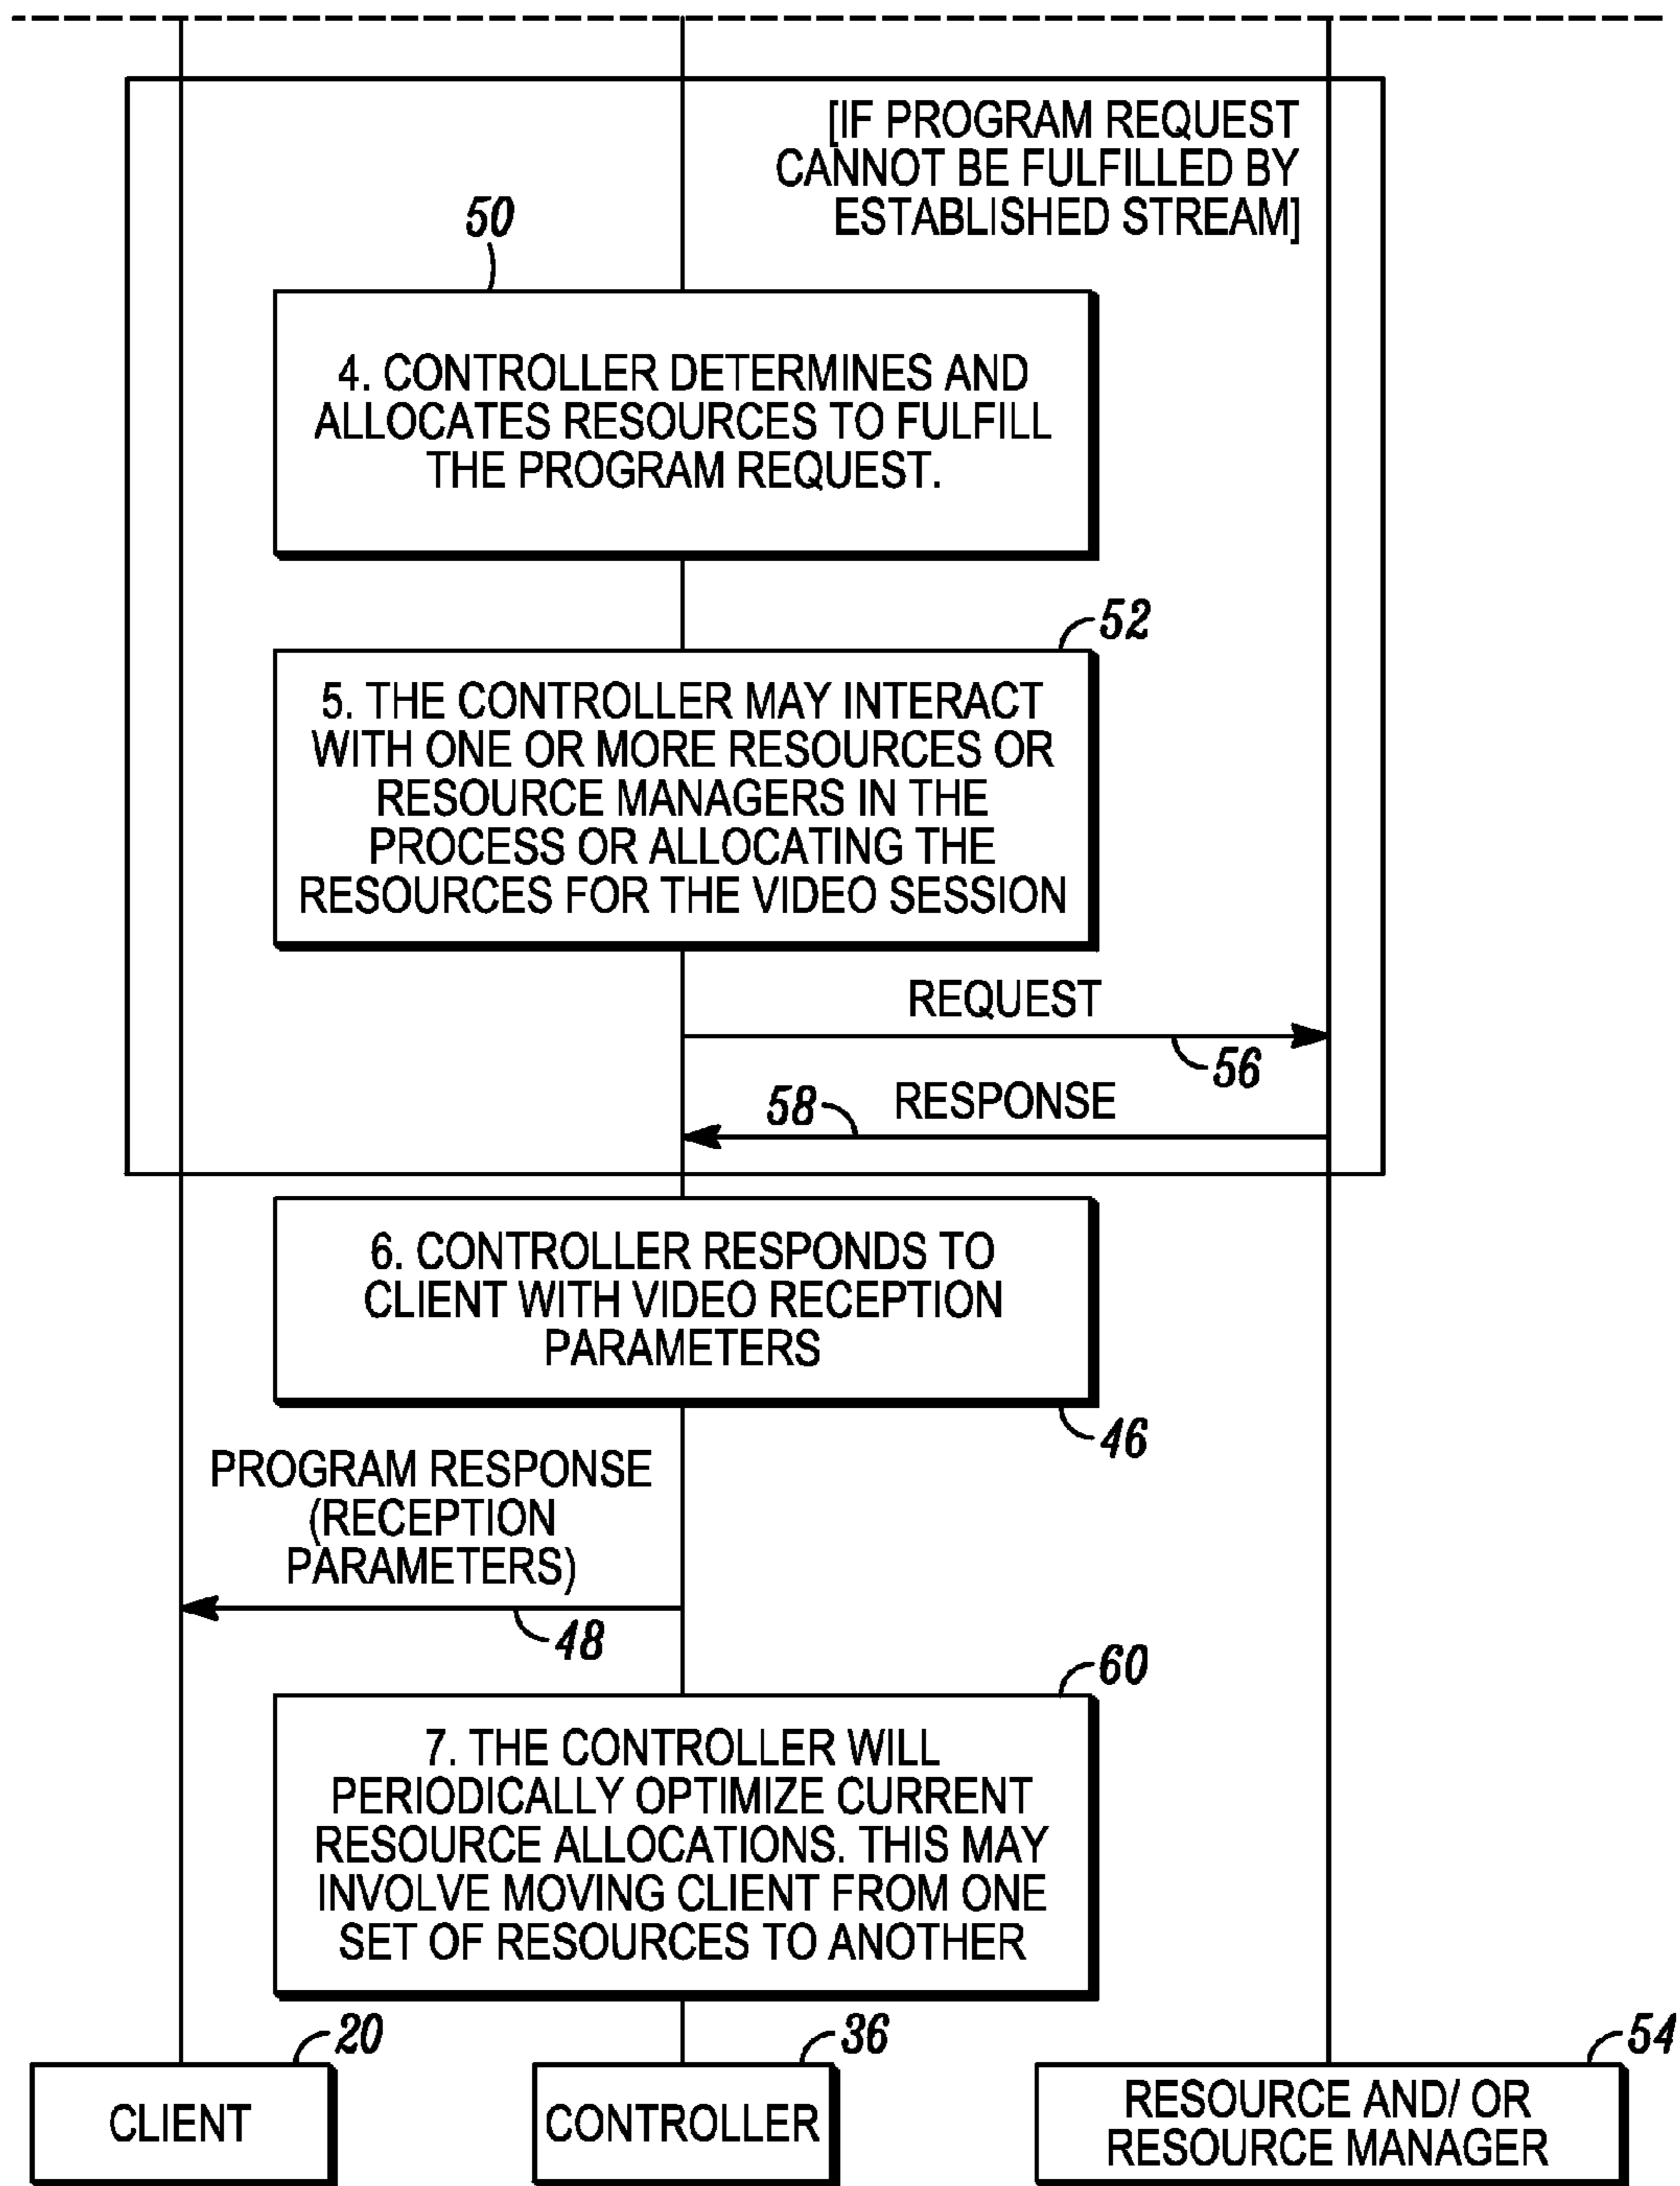 [IF PROGRAM REQUEST
CANNOT BE FULFILLED BY
ESTABLISHED STREAM]
50
4. CONTROLLER DETERMINES AND
ALLOCATES RESOURCES TO FULFILL
THE PROGRAM REQUEST.
52
5. THE CONTROLLER MAY INTERACT
WITH ONE OR MORE RESOURCES OR
RESOURCE MANAGERS IN THE
PROCESS OR ALLOCATING THE
RESOURCES FOR THE VIDEO SESSION
REQUEST
56
58
RESPONSE
6. CONTROLLER RESPONDS TO
CLIENT WITH VIDEO RECEPTION
PARAMETERS
46
PROGRAM RESPONSE
(RECEPTION
PARAMETERS)
48
60
7. THE CONTROLLER WILL
PERIODICALLY OPTIMIZE CURRENT
RESOURCE ALLOCATIONS. THIS MAY
INVOLVE MOVING CLIENT FROM ONE
SET OF RESOURCES TO ANOTHER
20
CLIENT
36
CONTROLLER
54
RESOURCE AND/ OR
RESOURCE MANAGER